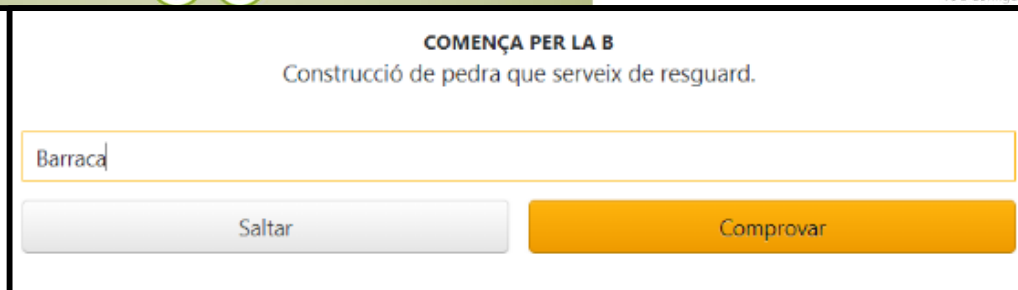 COMENÇA PER LA B
Construcció de pedra que serveix de resguard.
Barraca
Saltar
Comprovar